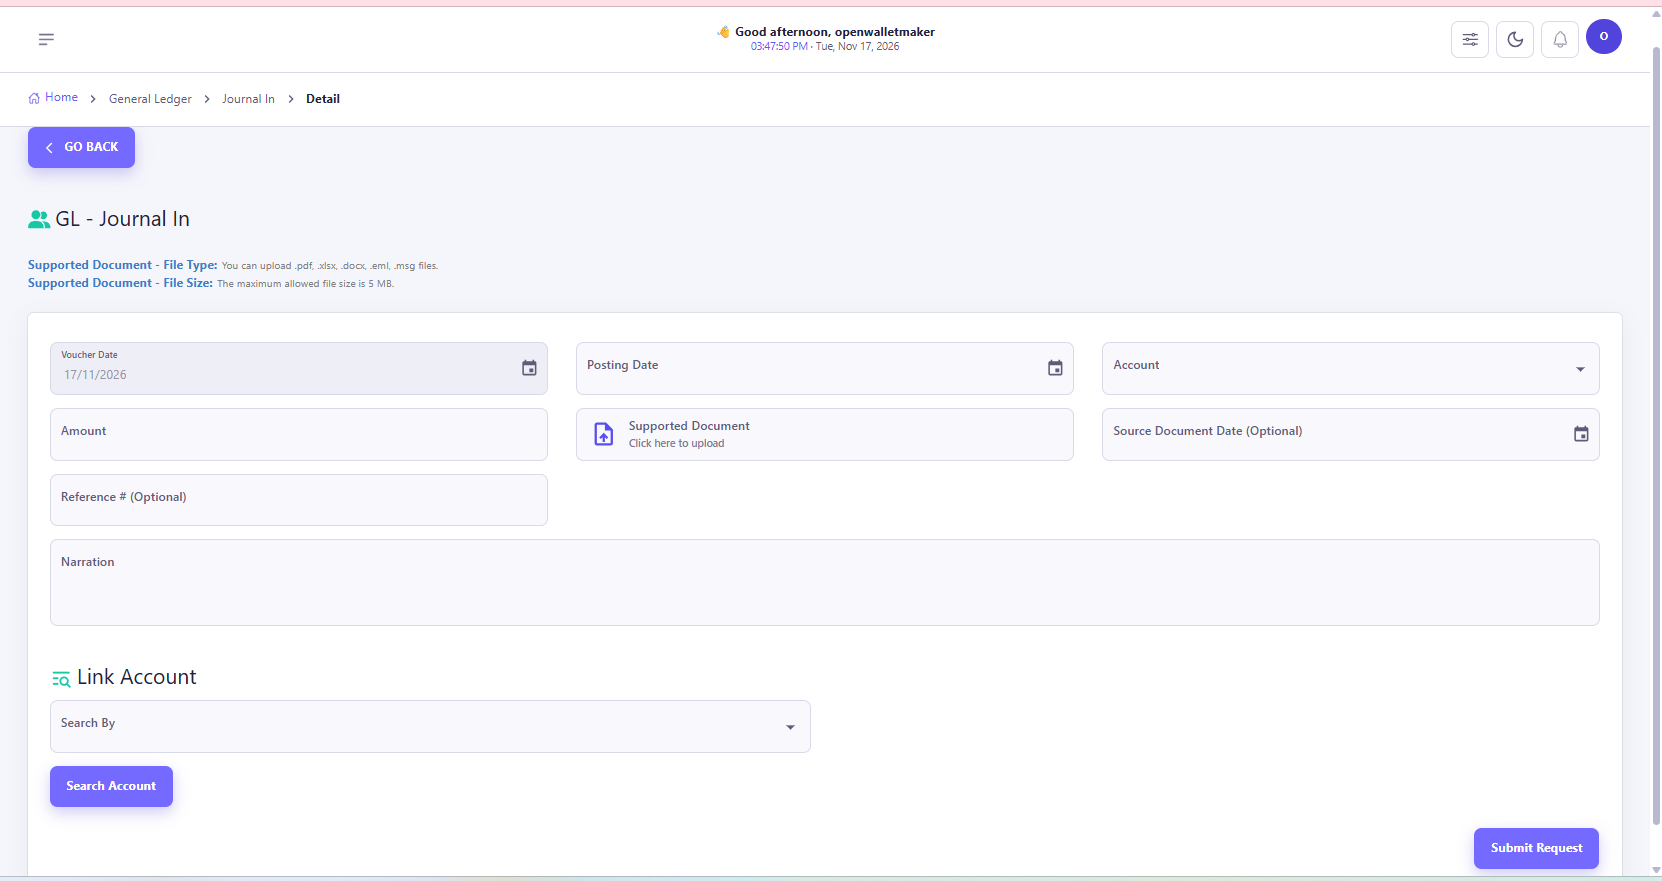 👋 Good afternoon, openwalletmaker
03:47:50 PM · Tue, Nov 17, 2026
O
Home > General Ledger > Journal In > Detail
GO BACK
GL - Journal In
Supported Document - File Type: You can upload .pdf, .xlsx, .docx, .eml, .msg files.
Supported Document - File Size: The maximum allowed file size is 5 MB.
Voucher Date
17/11/2026
Posting Date
Account
Amount
Supported Document
Click here to upload
Source Document Date (Optional)
Reference # (Optional)
Narration
Link Account
Search By
Search Account
Submit Request